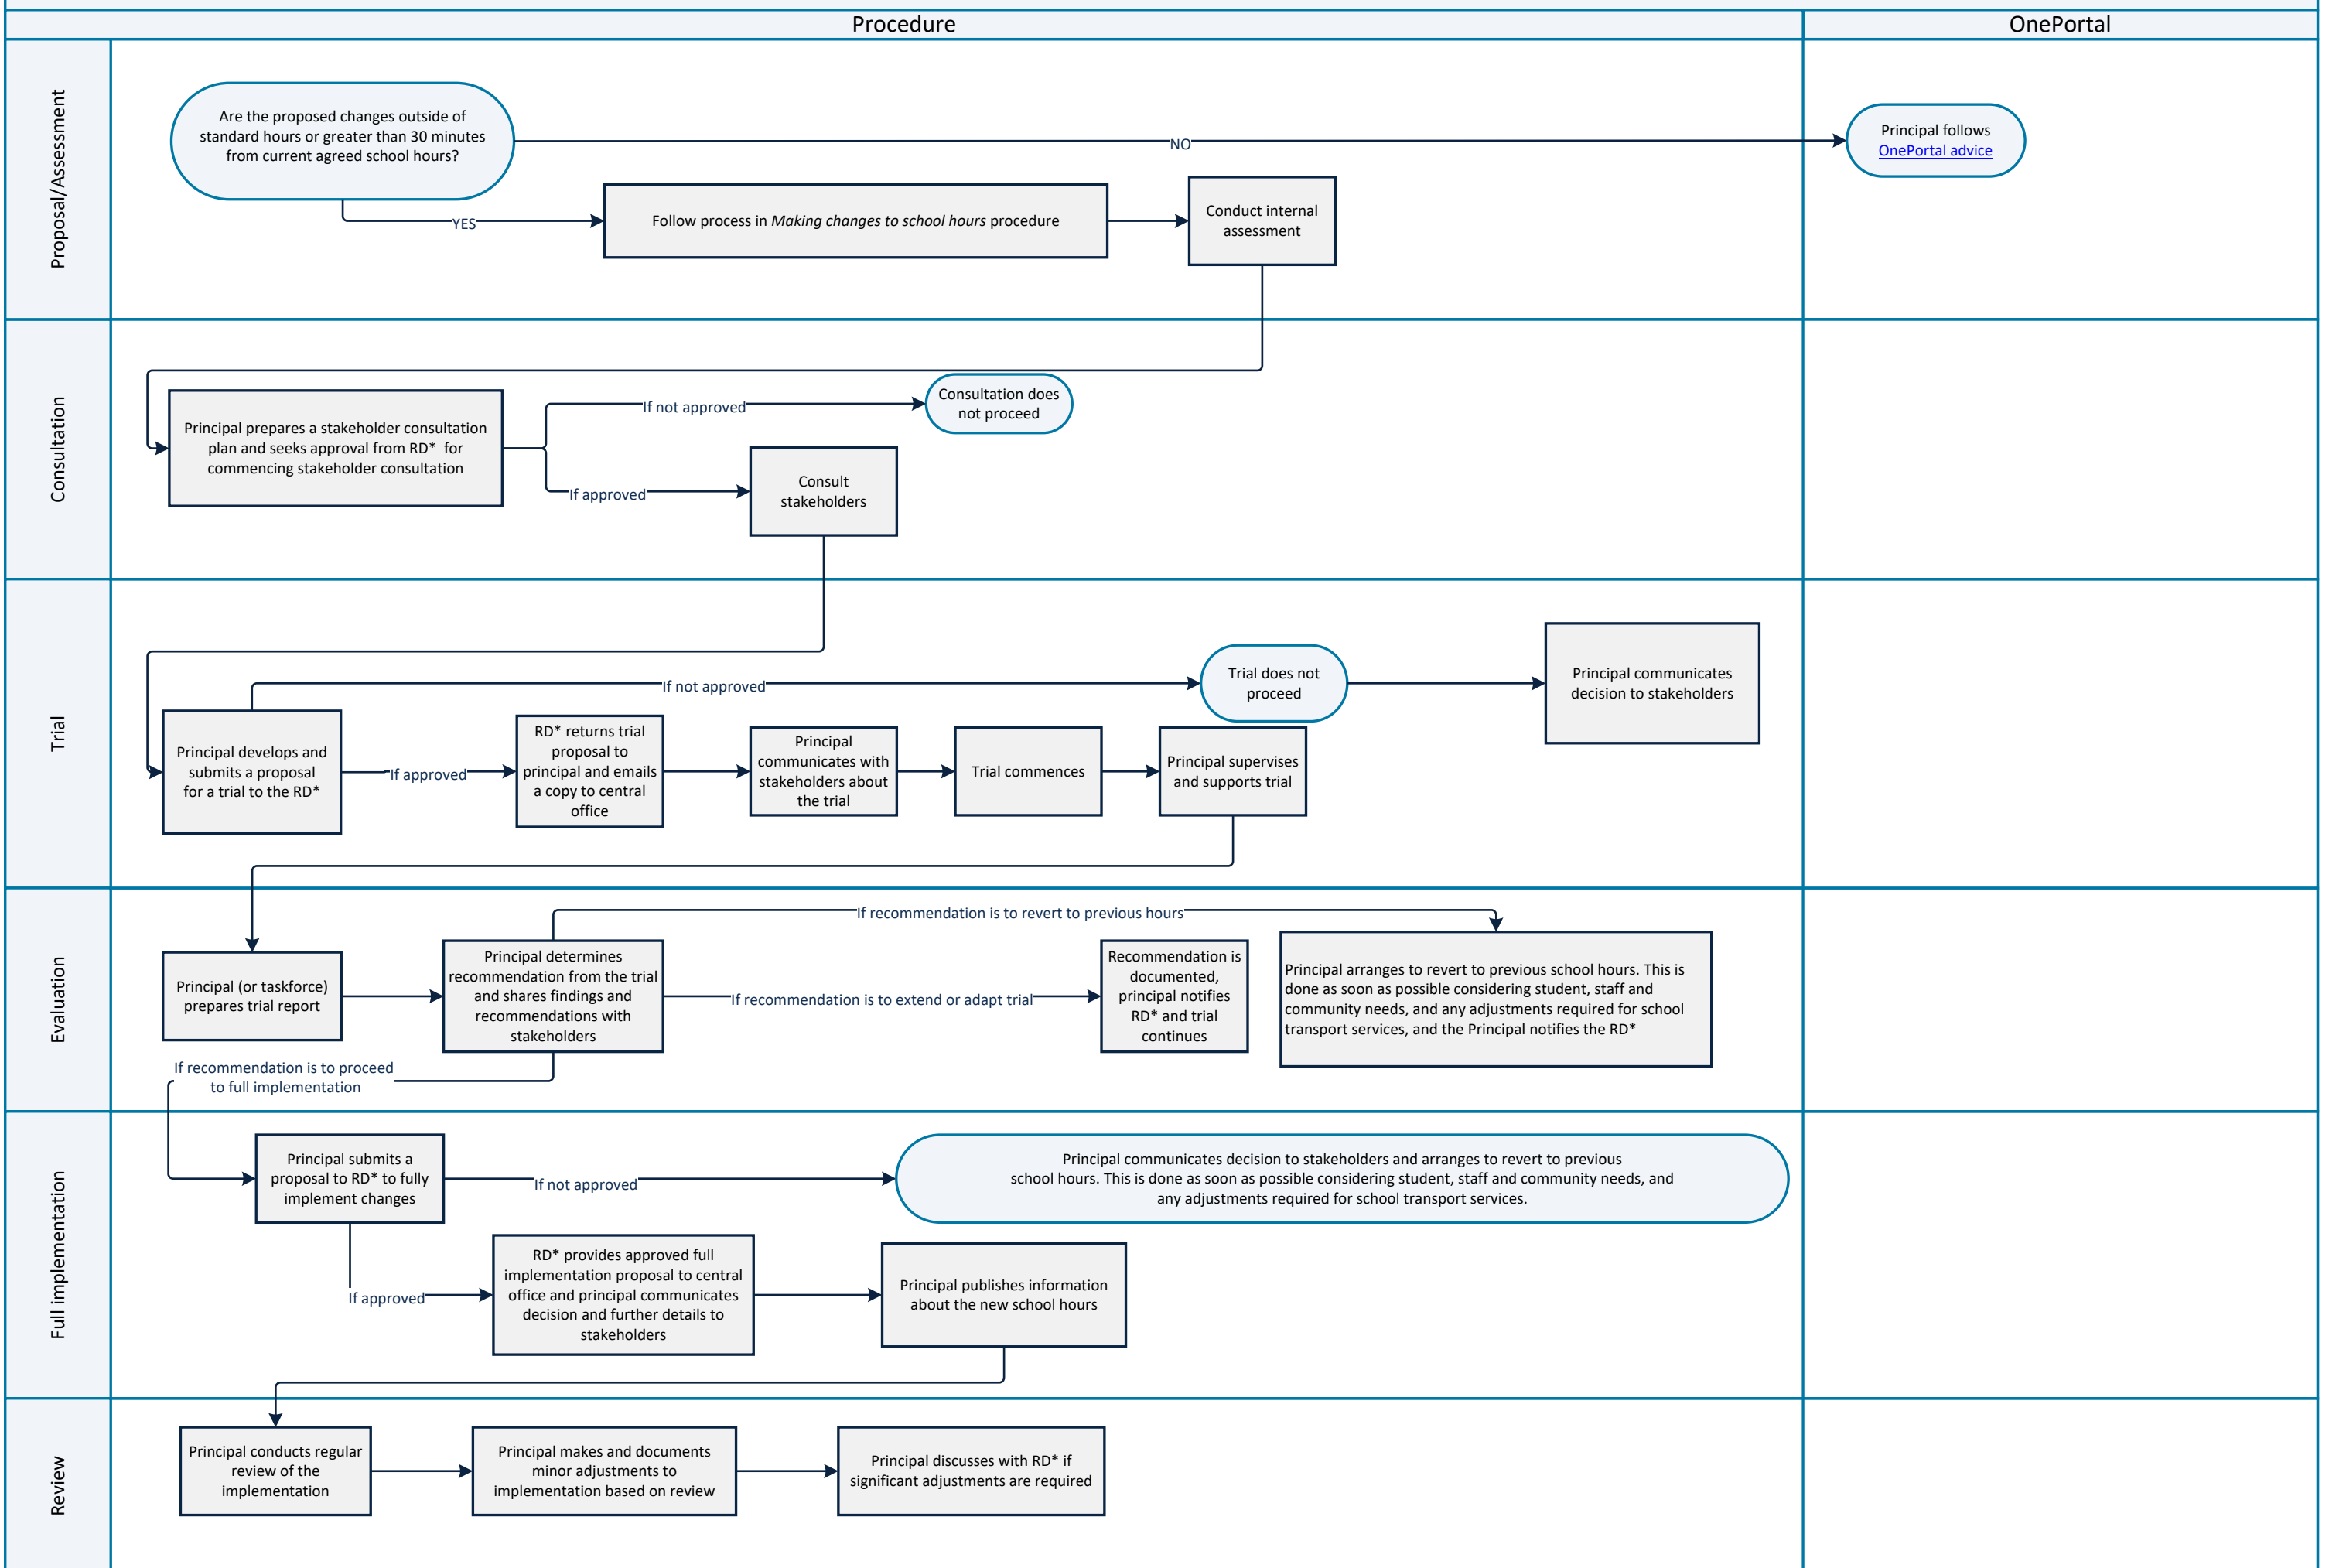 Procedure
OnePortal
Proposal/Assessment
Are the proposed changes outside of
standard hours or greater than 30 minutes
from current agreed school hours?
NO
Principal follows
OnePortal advice
YES
Follow process in Making changes to school hours procedure
Conduct internal
assessment
Consultation
Principal prepares a stakeholder consultation
plan and seeks approval from RD* for
commencing stakeholder consultation
If not approved
Consultation does
not proceed
If approved
Consult
stakeholders
Trial
If not approved
Trial does not
proceed
Principal communicates
decision to stakeholders
Principal develops and
submits a proposal
for a trial to the RD*
If approved
RD* returns trial
proposal to
principal and emails
a copy to central
office
Principal
communicates with
stakeholders about
the trial
Trial commences
Principal supervises
and supports trial
Evaluation
If recommendation is to revert to previous hours
Principal (or taskforce)
prepares trial report
Principal determines
recommendation from the trial
and shares findings and
recommendations with
stakeholders
If recommendation is to extend or adapt trial
Recommendation is
documented,
principal notifies
RD* and trial
continues
Principal arranges to revert to previous school hours. This is
done as soon as possible considering student, staff and
community needs, and any adjustments required for school
transport services, and the Principal notifies the RD*
If recommendation is to proceed
to full implementation
Full implementation
Principal submits a
proposal to RD* to fully
implement changes
If not approved
Principal communicates decision to stakeholders and arranges to revert to previous
school hours. This is done as soon as possible considering student, staff and community needs, and
any adjustments required for school transport services.
If approved
RD* provides approved full
implementation proposal to central
office and principal communicates
decision and further details to
stakeholders
Principal publishes information
about the new school hours
Review
Principal conducts regular
review of the
implementation
Principal makes and documents
minor adjustments to
implementation based on review
Principal discusses with RD* if
significant adjustments are required